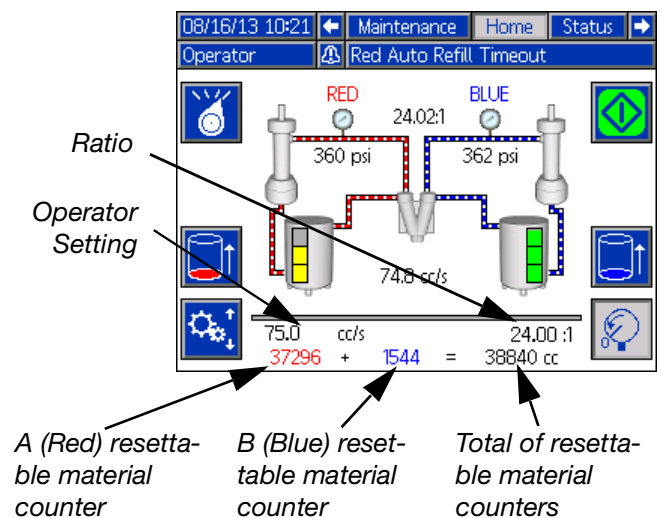 08/16/13 10:21 Maintenance Home Status
Operator Red Auto Refill Timeout
RED BLUE
24.02:1
360 psi 362 psi
Ratio
Operator
Setting
74.8 cc/s
75.0 cc/s 24.00 :1
37296 + 1544 = 38840 cc
A (Red) resetta-
ble material
counter
B (Blue) reset-
table material
counter
Total of resetta-
ble material
counters